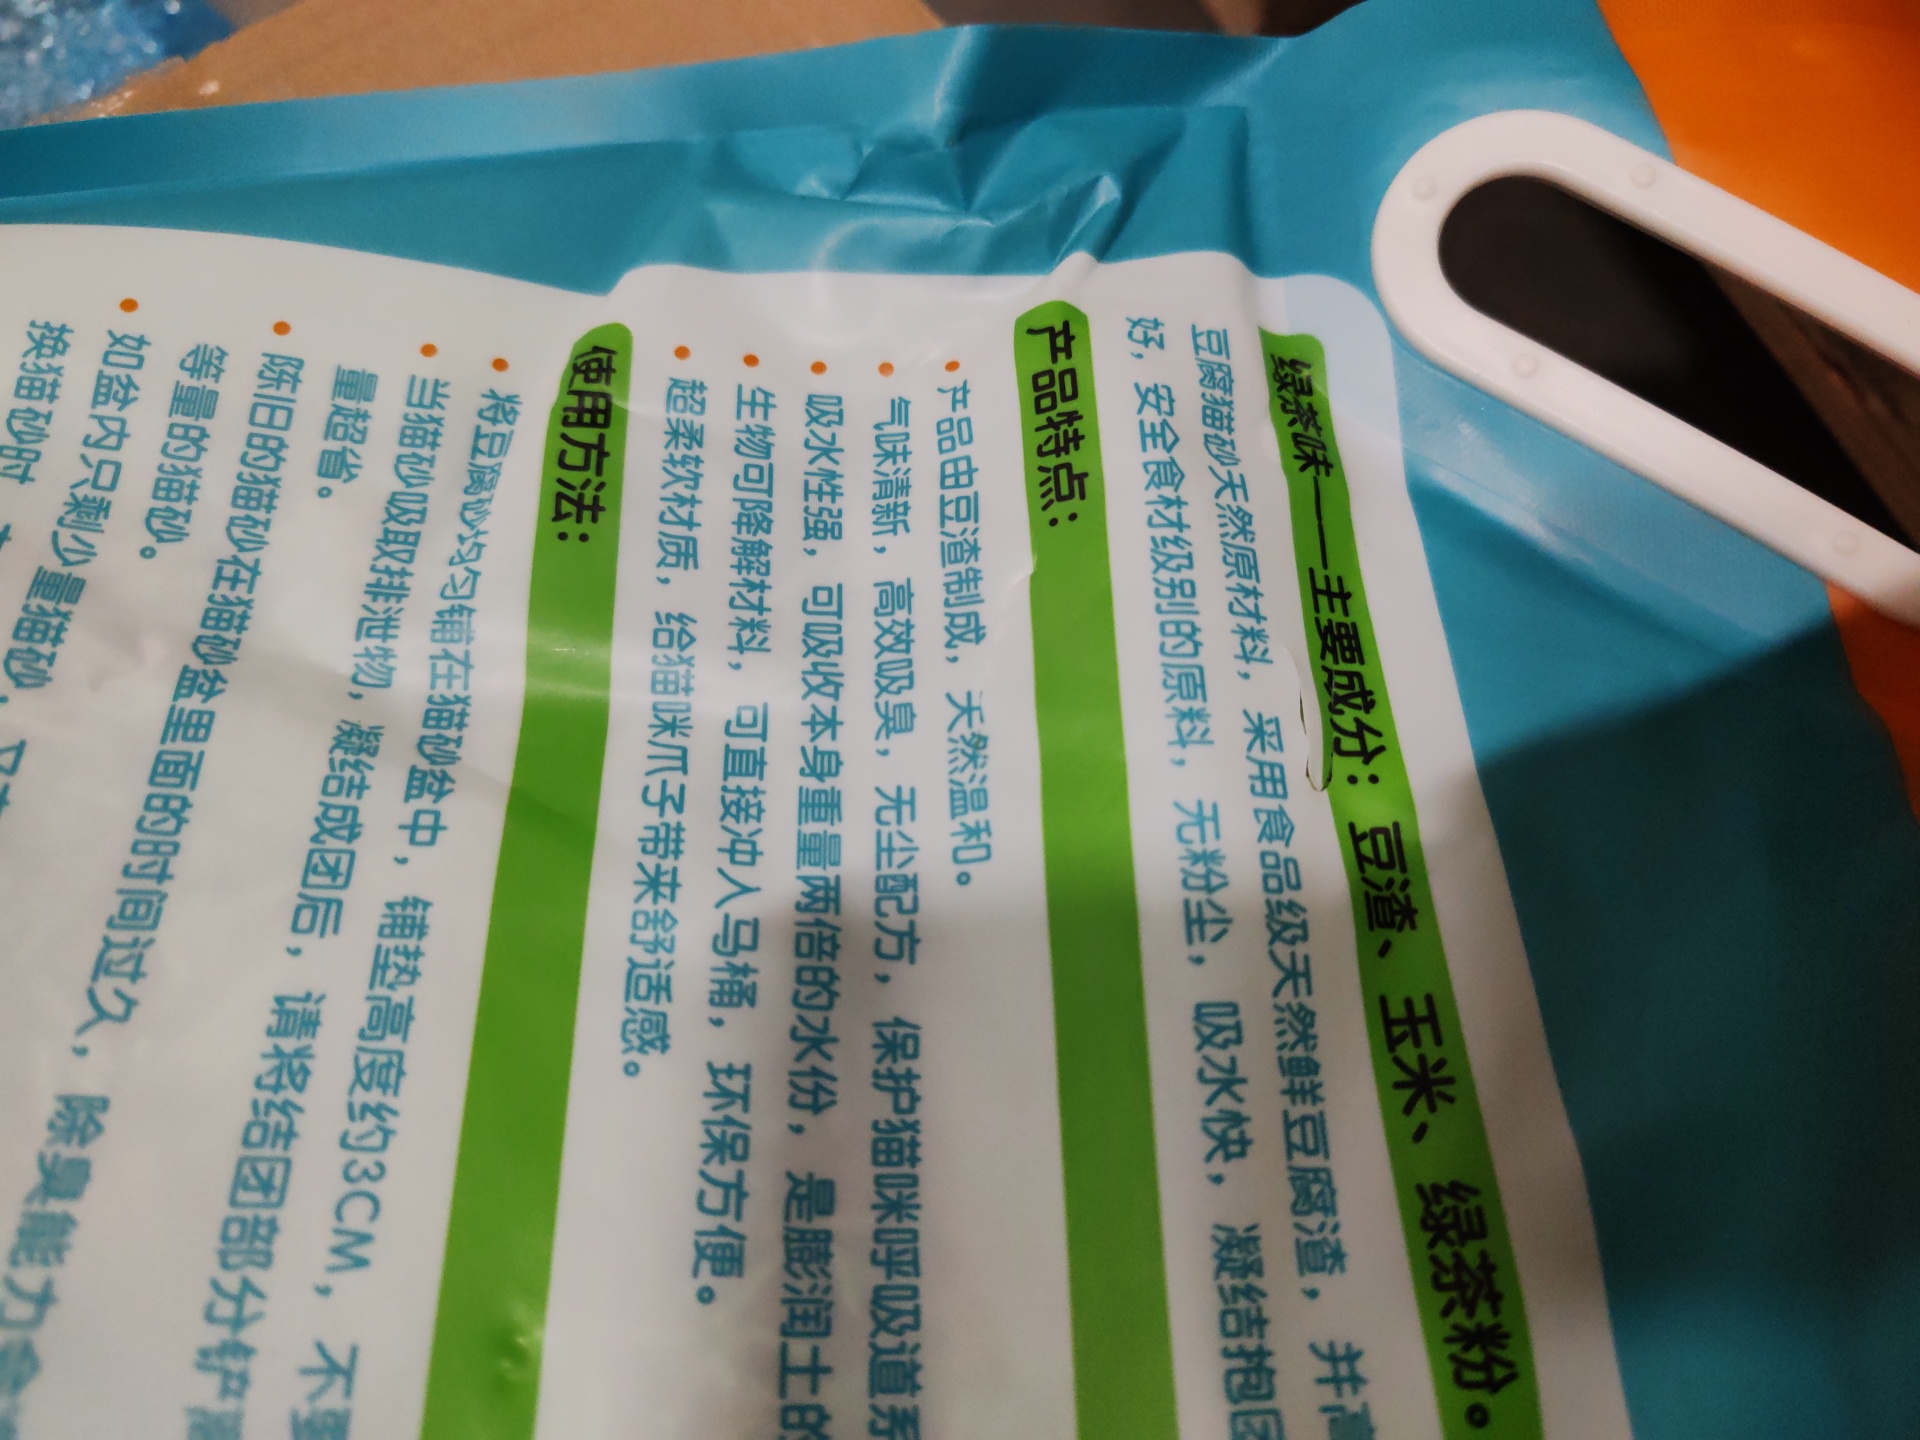 绿茶味——主要成分：豆渣、玉米、绿茶粉。
豆腐猫砂天然原材料，采用食品级天然鲜豆腐渣，并
好，安全食材级别的原料，无粉尘，吸水快，凝结抱团
产品特点：
产品由豆渣制成，天然温和。
气味清新，高效吸臭，无尘配方，保护猫咪呼吸道系
吸水性强，可吸收本身重量两倍的水份，是膨润土的
生物可降解材料，可直接冲入马桶，环保方便。
超柔软材质，给猫咪爪子带来舒适感。
使用方法：
将豆腐砂均匀铺在猫砂盆中，铺垫高度约3CM，不要
当猫砂吸取排泄物，凝结成团后，请将结团部分铲
量超省。
陈旧的猫砂在猫砂盆里面的时间过久，除臭能力会
等量的猫砂。
如盆内只剩少量猫砂，
换猫砂时